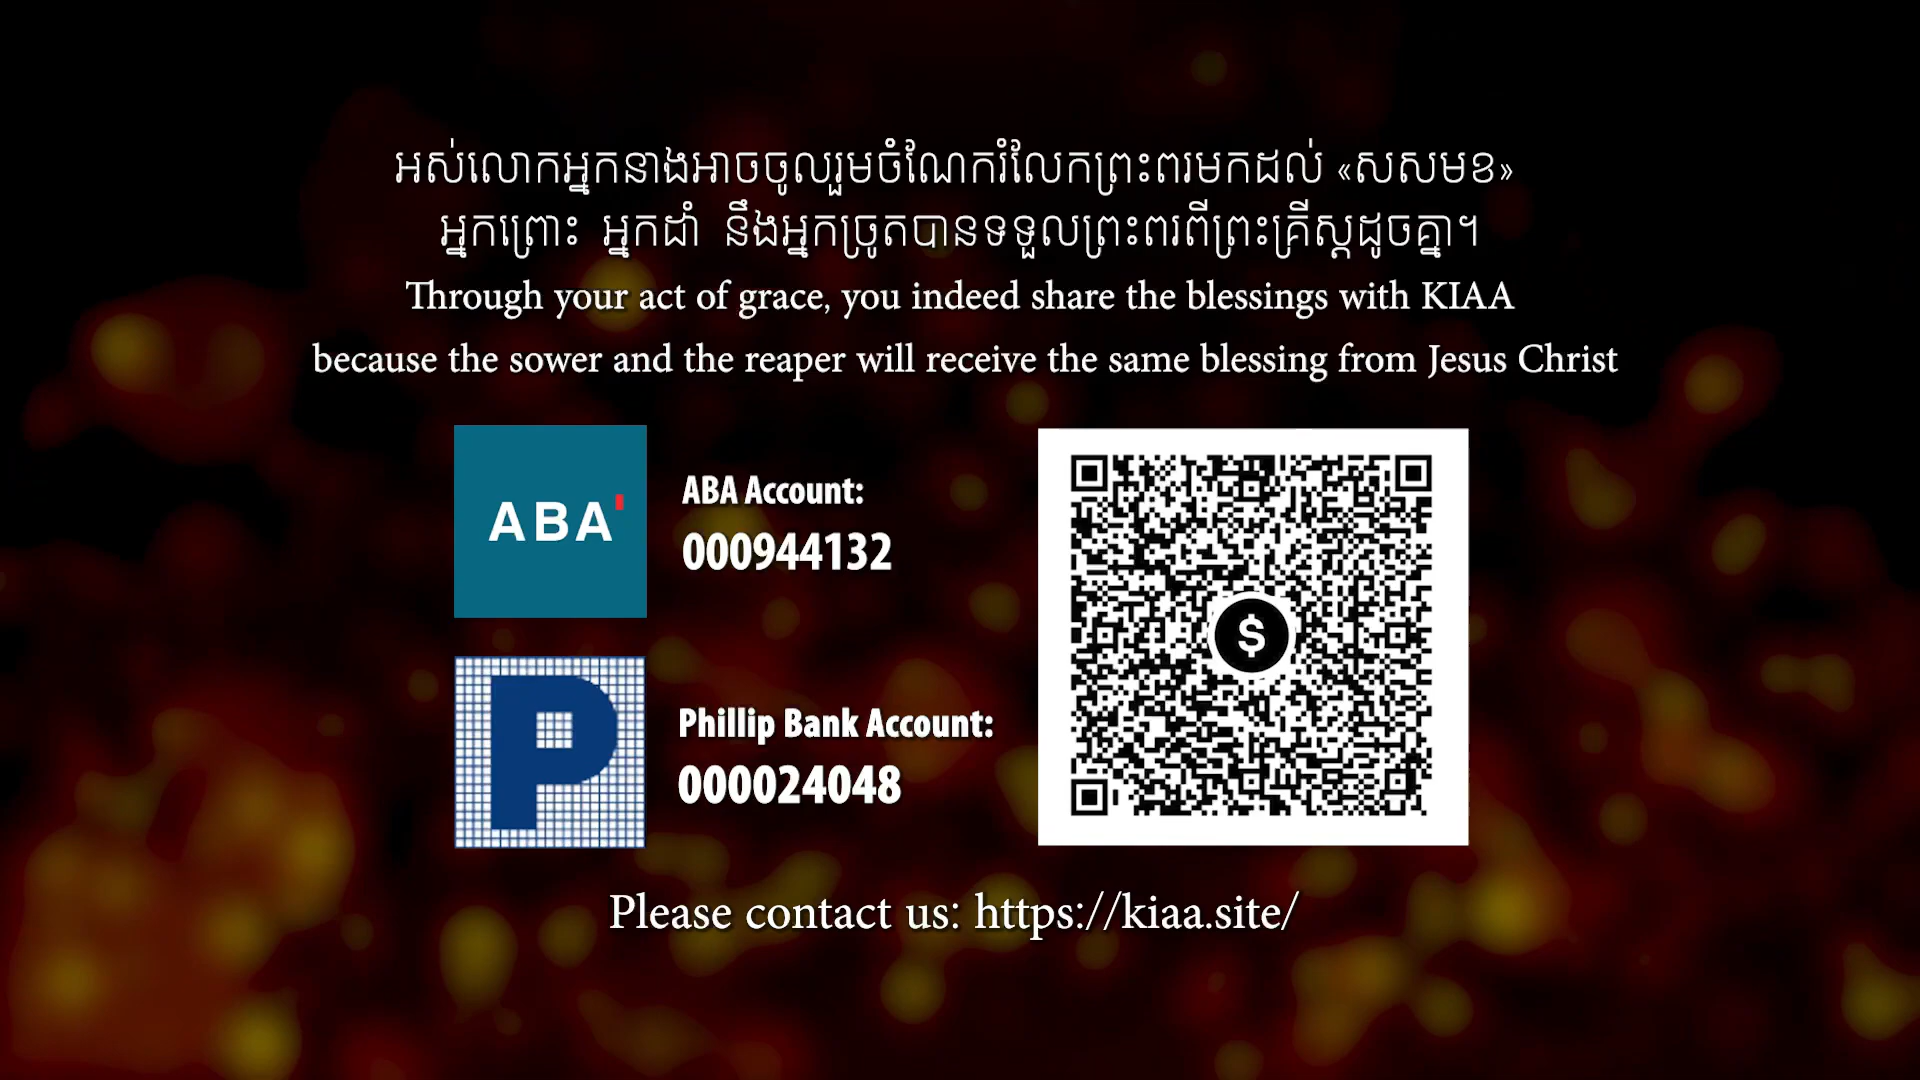 អស់លោកអ្នកនាងអាចចូលរួមចំណែករំលែកព្រះពរមកដល់ «សសមខ»
អ្នកព្រោះ អ្នកដាំ នឹងអ្នកច្រូតបានទទួលព្រះពរពីព្រះគ្រីស្តដូចគ្នា។
Through your act of grace, you indeed share the blessings with KIAA
because the sower and the reaper will receive the same blessing from Jesus Christ
ABA'
ABA Account:
000944132
$
P
Phillip Bank Account:
000024048
Please contact us: https://kiaa.site/